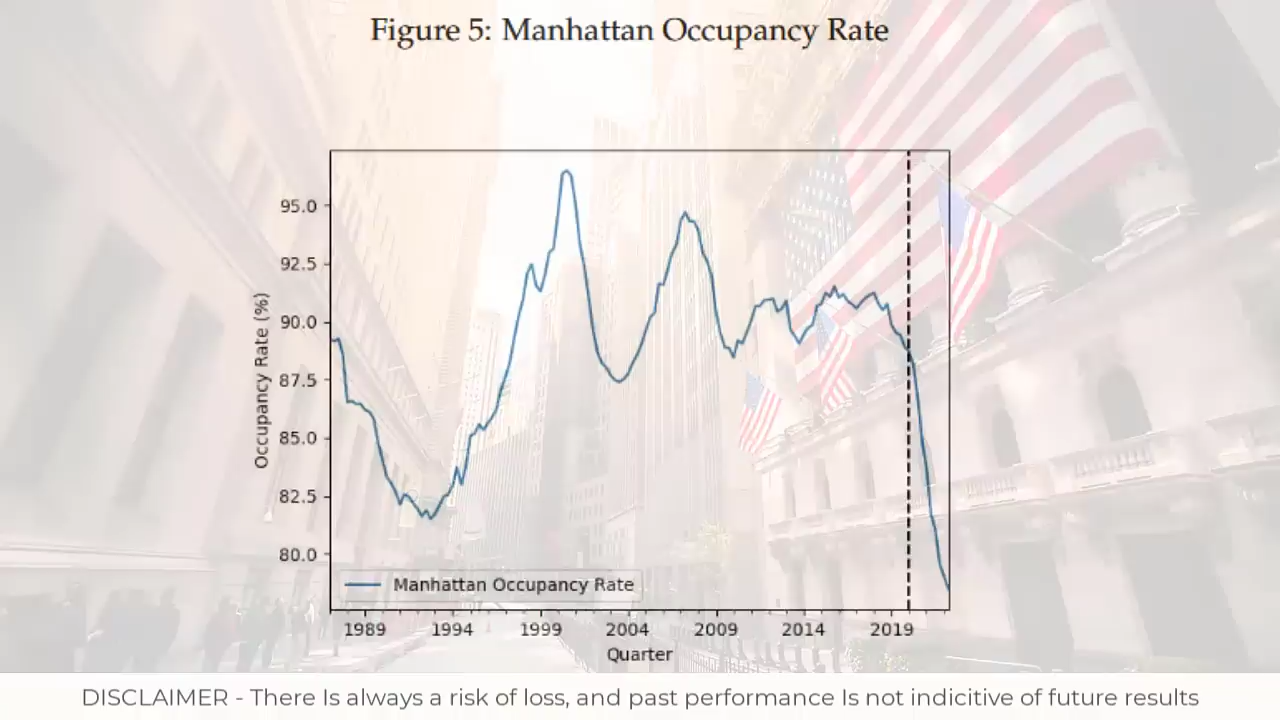 Figure 5: Manhattan Occupancy Rate
95.0
92.5
90.0
87.5
85.0
82.5
80.0
Occupancy Rate (%)
Manhattan Occupancy Rate
1989 1994 1999 2004 2009 2014 2019
Quarter
DISCLAIMER - There Is always a risk of loss, and past performance Is not indicitive of future results